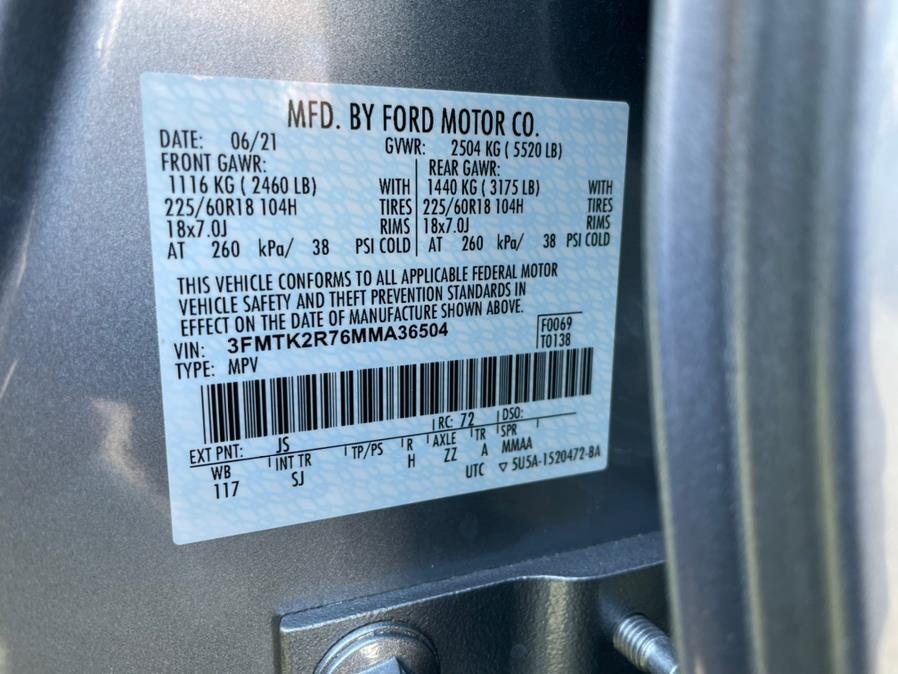 MFD. BY FORD MOTOR CO.
DATE: 06/21 GVWR: 2504 KG ( 5520 LB)
FRONT GAWR: REAR GAWR:
1116 KG ( 2460 LB) WITH 1440 KG ( 3175 LB) WITH
225/60R18 104H TIRES 225/60R18 104H TIRES
18x7.0J RIMS 18x7.0J RIMS
AT 260 kPa/ 38 PSI COLD AT 260 kPa/ 38 PSI COLD
THIS VEHICLE CONFORMS TO ALL APPLICABLE FEDERAL MOTOR
VEHICLE SAFETY AND THEFT PREVENTION STANDARDS IN
EFFECT ON THE DATE OF MANUFACTURE SHOWN ABOVE.
VIN: 3FMTK2R76MMA36504 F0069
TYPE: MPV T0138
EXT PNT: JS RC: 72 DSO:
WB INT TR TP/PS R AXLE TR SPR
117 SJ H ZZ A MMAA
UTC ▽ 5U5A-1520472-BA